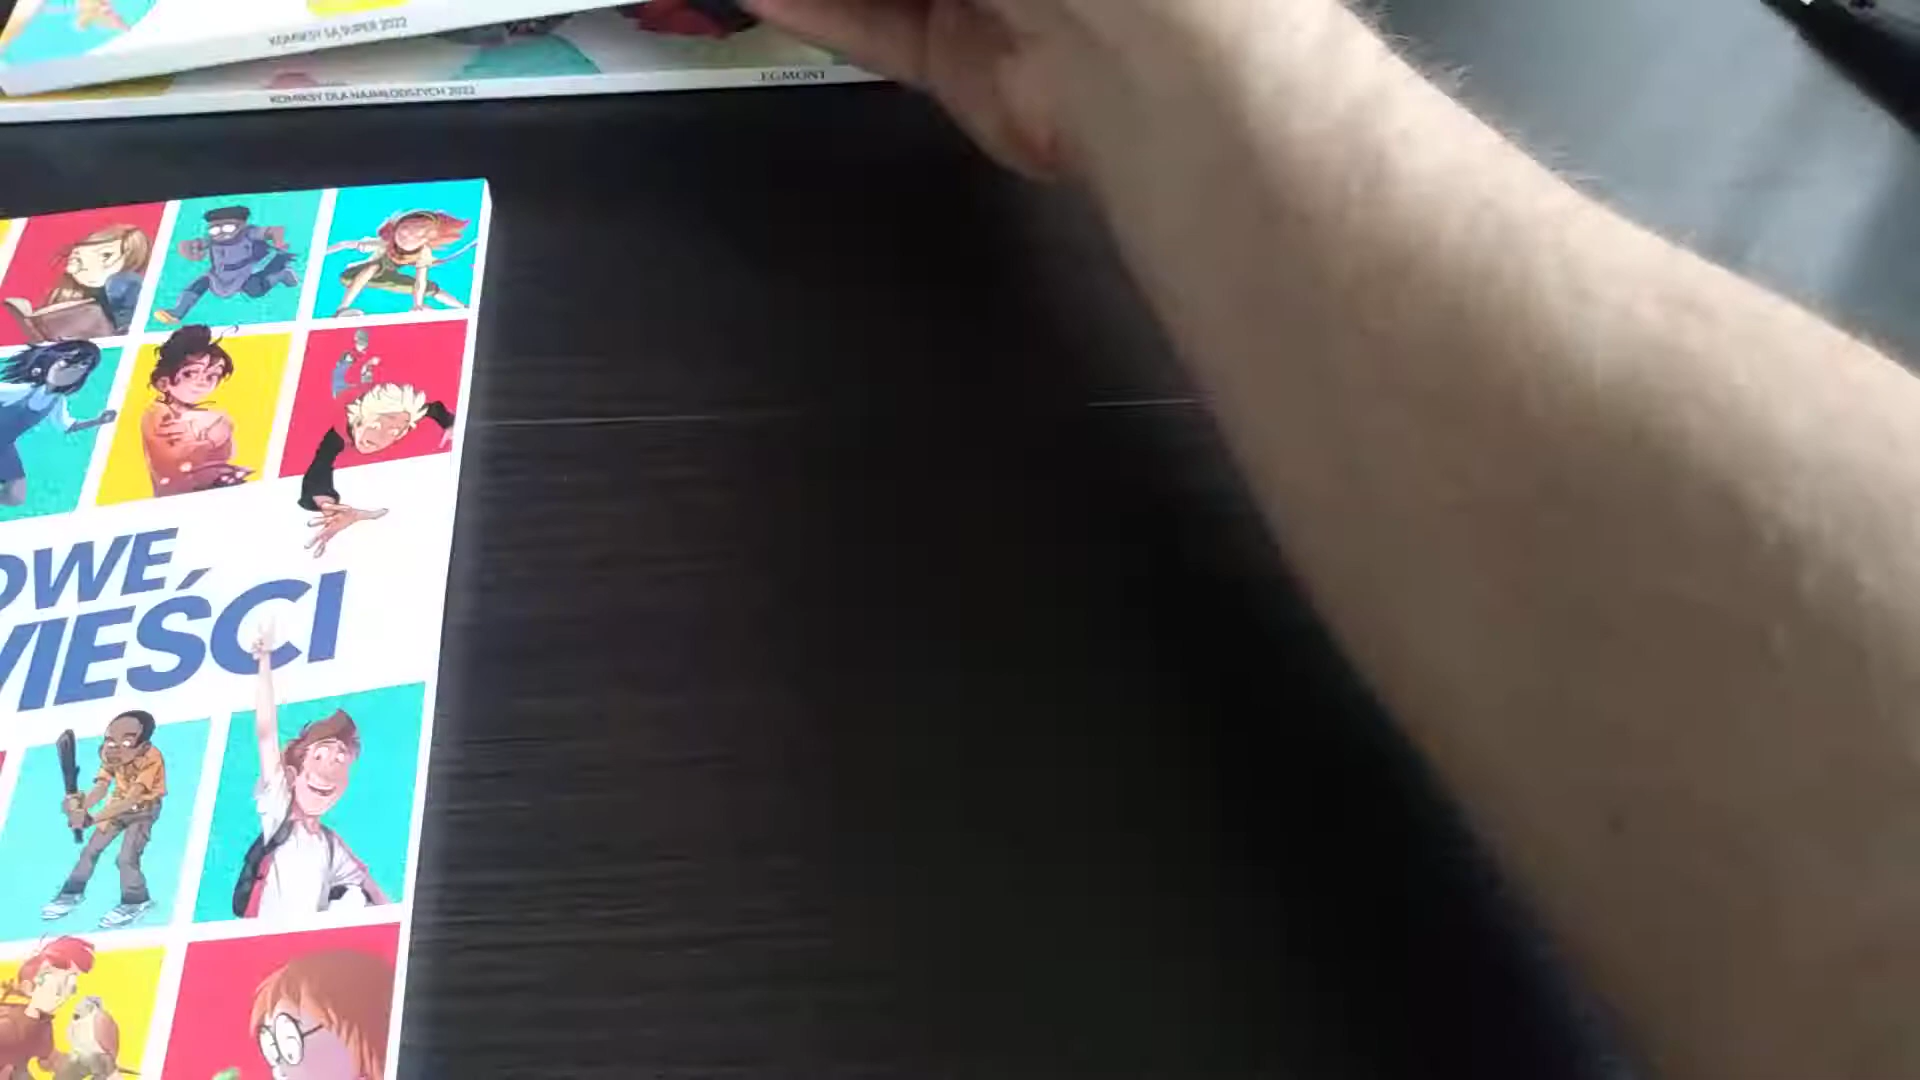 KOMIKSY SĄ SUPER 2022
EGMONT
KOMIKSY DLA NAJMŁODSZYCH 2022
OWE
WIEŚCI